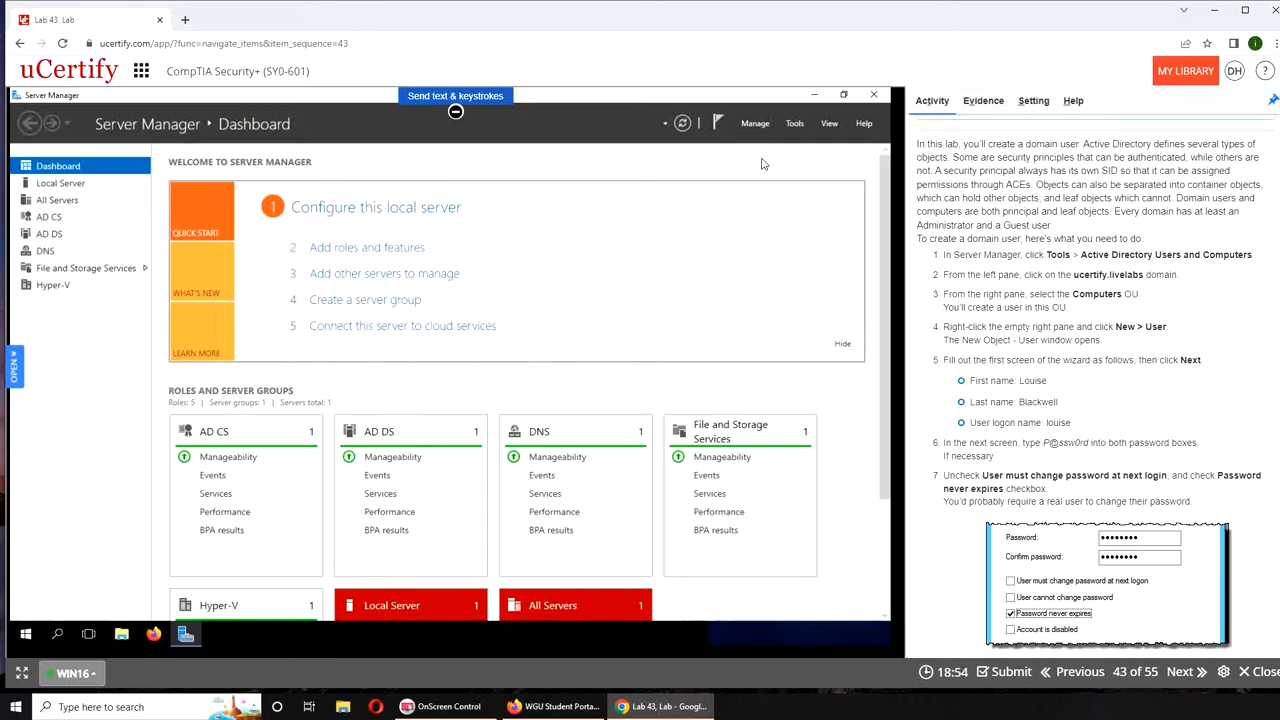 Lab 43, Lab
ucertify.com/app/?func=navigate_items&item_sequence=43
uCertify
CompTIA Security+ (SY0-601)
MY LIBRARY
DH
?
Server Manager
Send text & keystrokes
Server Manager • Dashboard
Manage
Tools
View
Help
Dashboard
Local Server
All Servers
AD CS
AD DS
DNS
File and Storage Services
Hyper-V
OPEN
WELCOME TO SERVER MANAGER
QUICK START
WHAT'S NEW
LEARN MORE
1 Configure this local server
2 Add roles and features
3 Add other servers to manage
4 Create a server group
5 Connect this server to cloud services
Hide
ROLES AND SERVER GROUPS
Roles: 5 | Server groups: 1 | Servers total: 1
AD CS 1
Manageability
Events
Services
Performance
BPA results
AD DS 1
Manageability
Events
Services
Performance
BPA results
DNS 1
Manageability
Events
Services
Performance
BPA results
File and Storage
Services 1
Manageability
Events
Services
Performance
BPA results
Hyper-V 1
Local Server 1
All Servers 1
Activity
Evidence
Setting
Help
In this lab, you'll create a domain user. Active Directory defines several types of
objects. Some are security principles that can be authenticated, while others are
not. A security principal always has its own SID so that it can be assigned
permissions through ACEs. Objects can also be separated into container objects,
which can hold other objects, and leaf objects which cannot. Domain users and
computers are both principal and leaf objects. Every domain has at least an
Administrator and a Guest user.
To create a domain user, here's what you need to do:
1. In Server Manager, click Tools > Active Directory Users and Computers
2 From the left pane, click on the ucertify.livelabs domain.
3 From the right pane, select the Computers OU.
You'll create a user in this OU
4 Right-click the empty right pane and click New > User.
The New Object - User window opens.
5 Fill out the first screen of the wizard as follows, then click Next.
First name: Louise
Last name: Blackwell
User logon name: louise
6. In the next screen, type P@ssw0rd into both password boxes.
If necessary
7. Uncheck User must change password at next login, and check Password
never expires checkbox.
You'd probably require a real user to change their password.
Password: ••••••••
Confirm password: ••••••••
User must change password at next logon
User cannot change password
Password never expires
Account is disabled
WIN16
18:54
Submit
Previous
43 of 55
Next
Close
Type here to search
OnScreen Control
WGU Student Porta...
Lab 43, Lab - Googl...